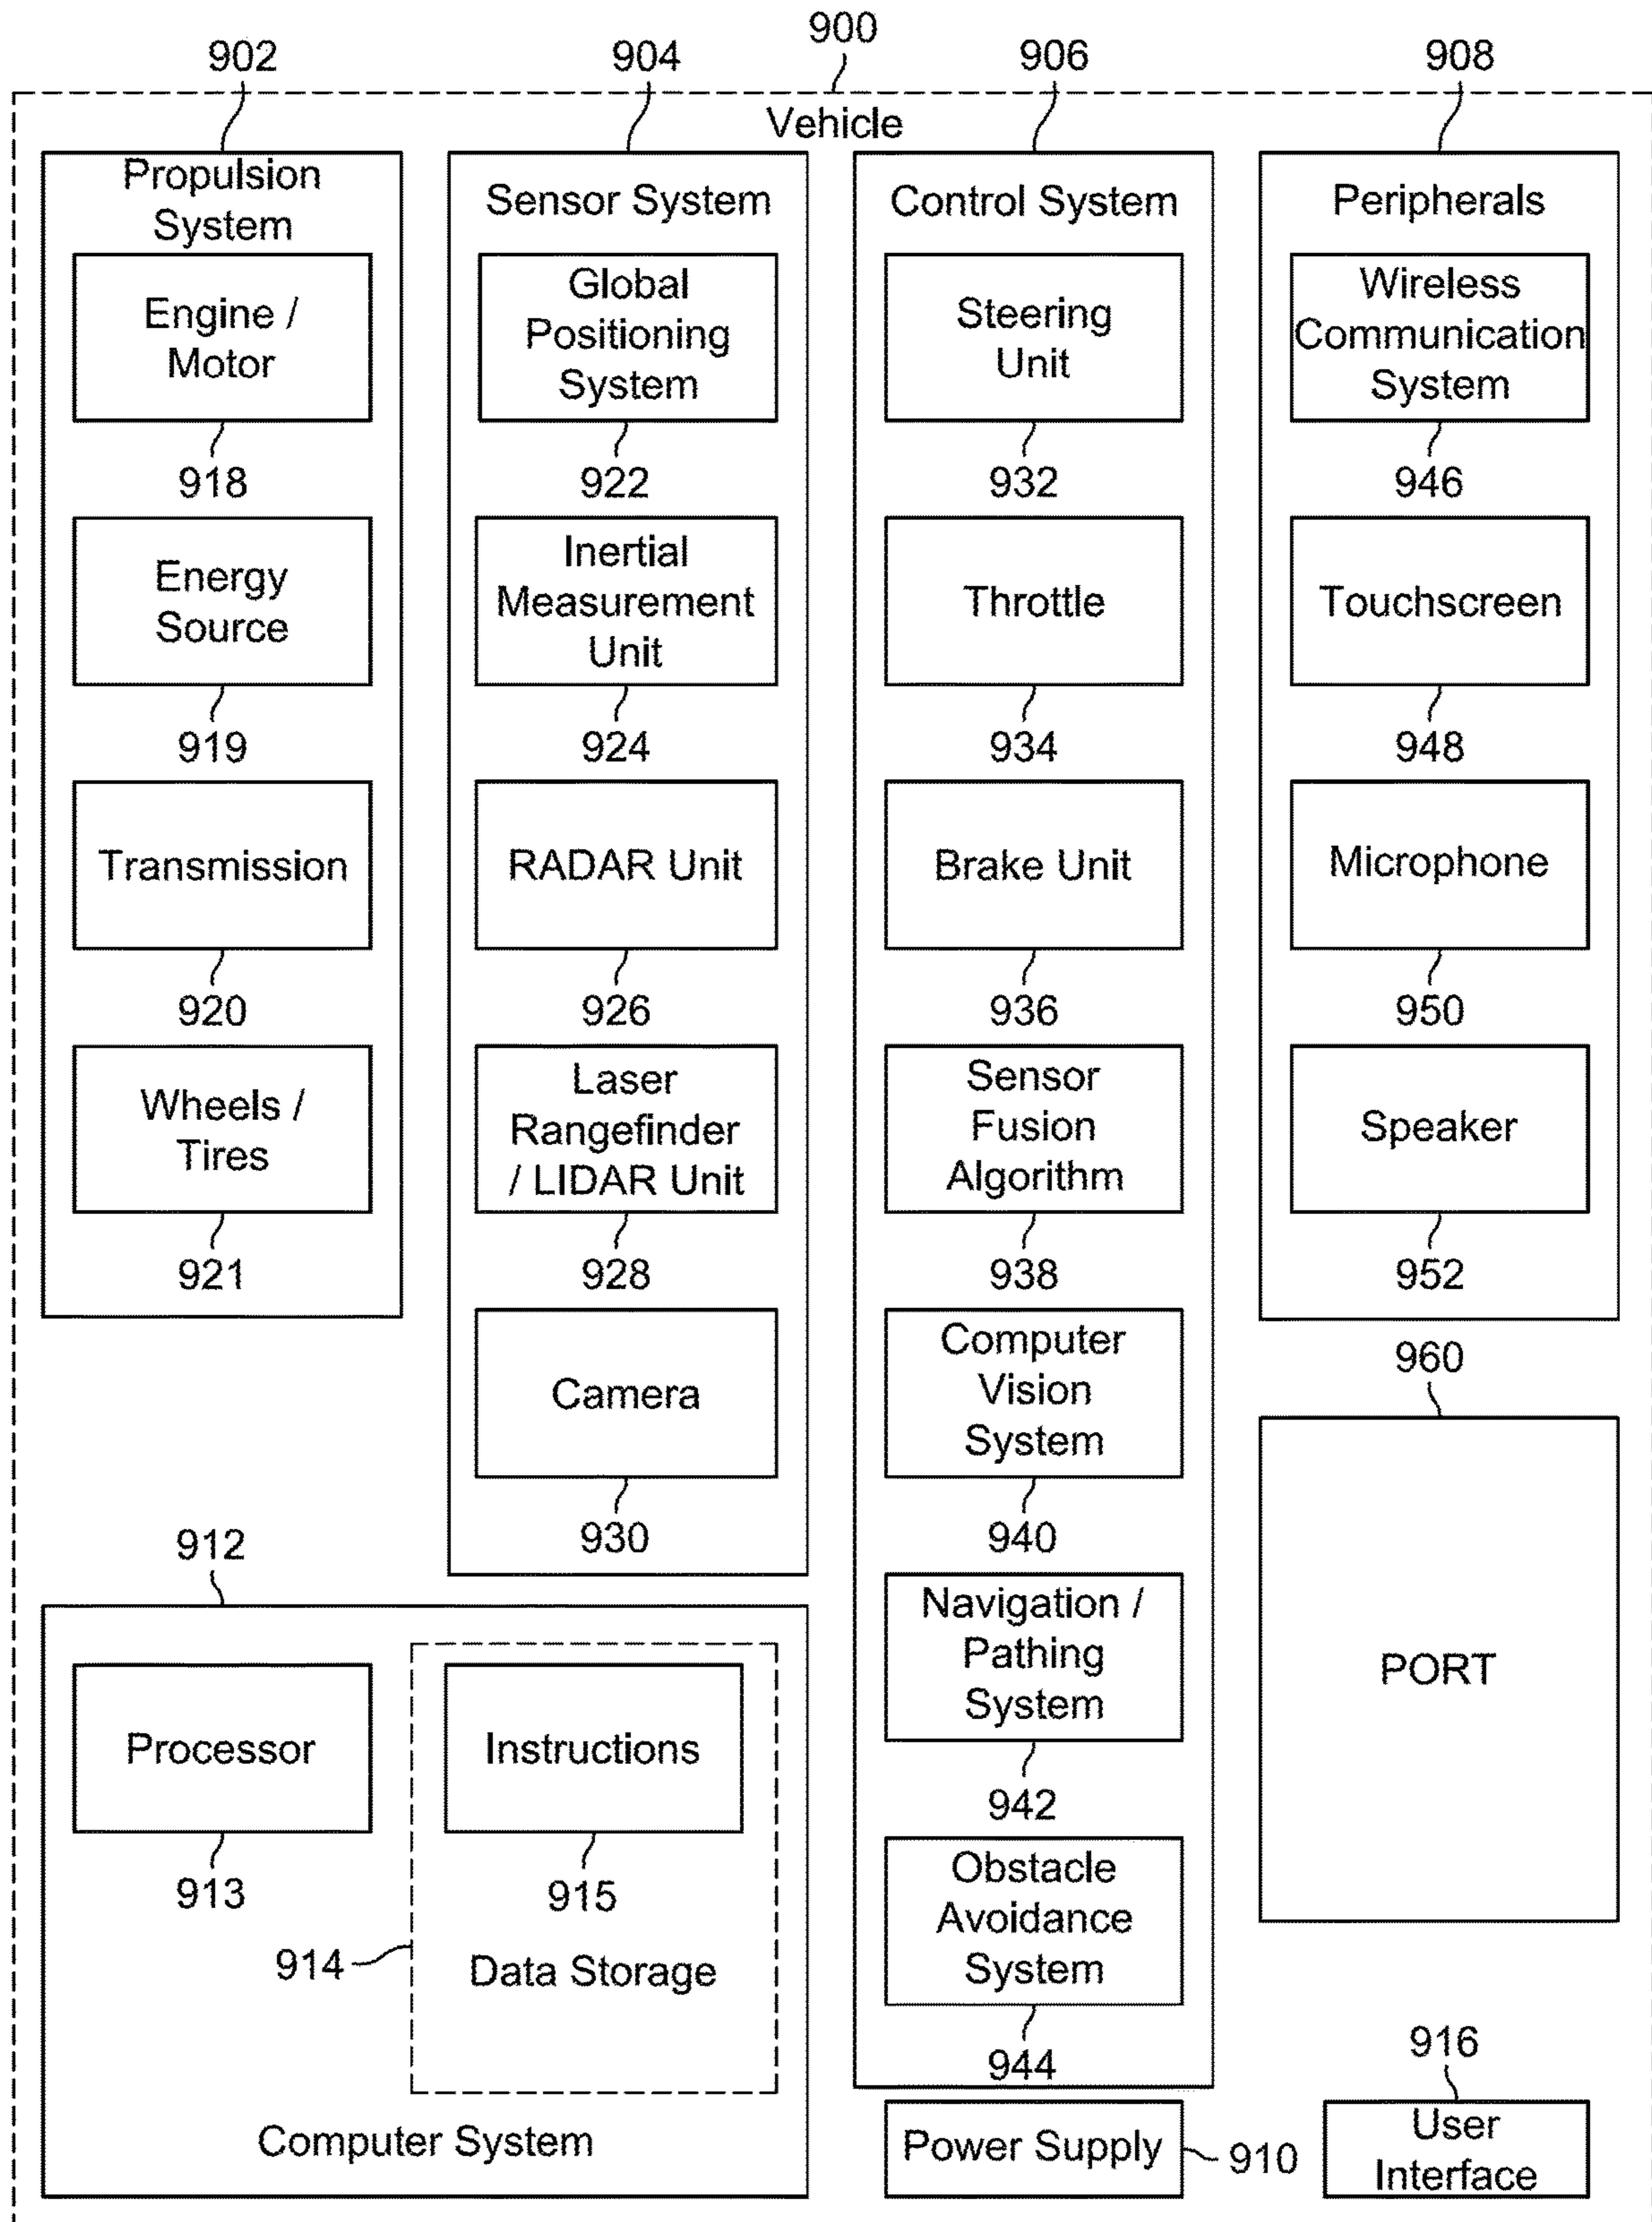 900
902
904
906
908
Vehicle
Propulsion
System
Engine /
Motor
918
Energy
Source
919
Transmission
920
Wheels /
Tires
921
Sensor System
Global
Positioning
System
922
Inertial
Measurement
Unit
924
RADAR Unit
926
Laser
Rangefinder
/ LIDAR Unit
928
Camera
930
Control System
Steering
Unit
932
Throttle
934
Brake Unit
936
Sensor
Fusion
Algorithm
938
Computer
Vision
System
940
Navigation /
Pathing
System
942
Obstacle
Avoidance
System
944
Peripherals
Wireless
Communication
System
946
Touchscreen
948
Microphone
950
Speaker
952
960
PORT
912
Processor
913
Instructions
915
914
Data Storage
Computer System
Power Supply
910
916
User
Interface